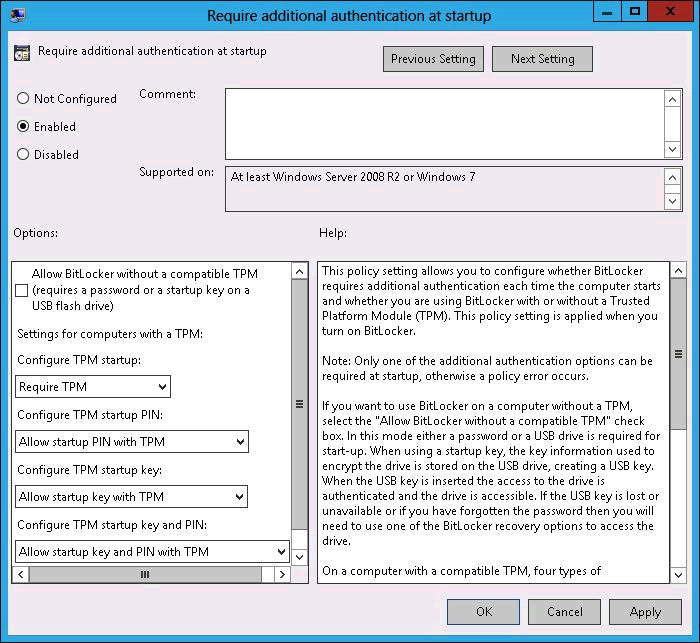 Require additional authentication at startup
Require additional authentication at startup
Previous Setting
Next Setting
Not Configured
Enabled
Disabled
Comment:
Supported on:
At least Windows Server 2008 R2 or Windows 7
Options:
Help:
Allow BitLocker without a compatible TPM
(requires a password or a startup key on a
USB flash drive)
Settings for computers with a TPM:
Configure TPM startup:
Require TPM
Configure TPM startup PIN:
Allow startup PIN with TPM
Configure TPM startup key:
Allow startup key with TPM
Configure TPM startup key and PIN:
Allow startup key and PIN with TPM
This policy setting allows you to configure whether BitLocker
requires additional authentication each time the computer starts
and whether you are using BitLocker with or without a Trusted
Platform Module (TPM). This policy setting is applied when you
turn on BitLocker.
Note: Only one of the additional authentication options can be
required at startup, otherwise a policy error occurs.
If you want to use BitLocker on a computer without a TPM,
select the "Allow BitLocker without a compatible TPM" check
box. In this mode either a password or a USB drive is required for
start-up. When using a startup key, the key information used to
encrypt the drive is stored on the USB drive, creating a USB key.
When the USB key is inserted the access to the drive is
authenticated and the drive is accessible. If the USB key is lost or
unavailable or if you have forgotten the password then you will
need to use one of the BitLocker recovery options to access the
drive.
On a computer with a compatible TPM, four types of
OK
Cancel
Apply